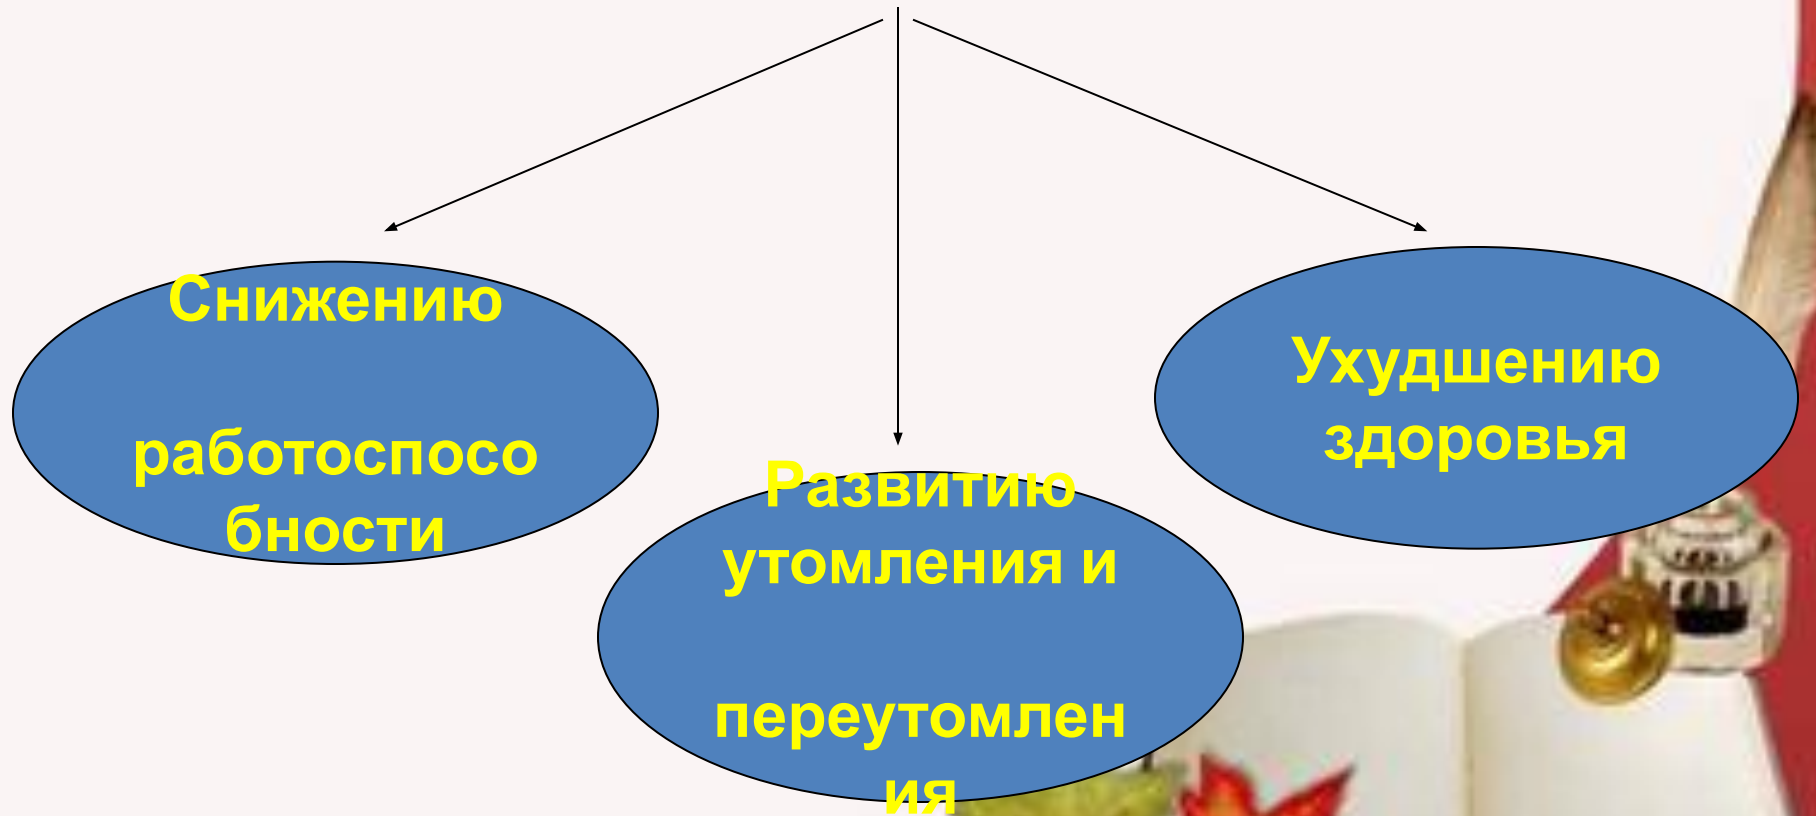 Снижению
работоспосо
бности
Развитию
утомления и
переутомлен
ия
Ухудшению
здоровья